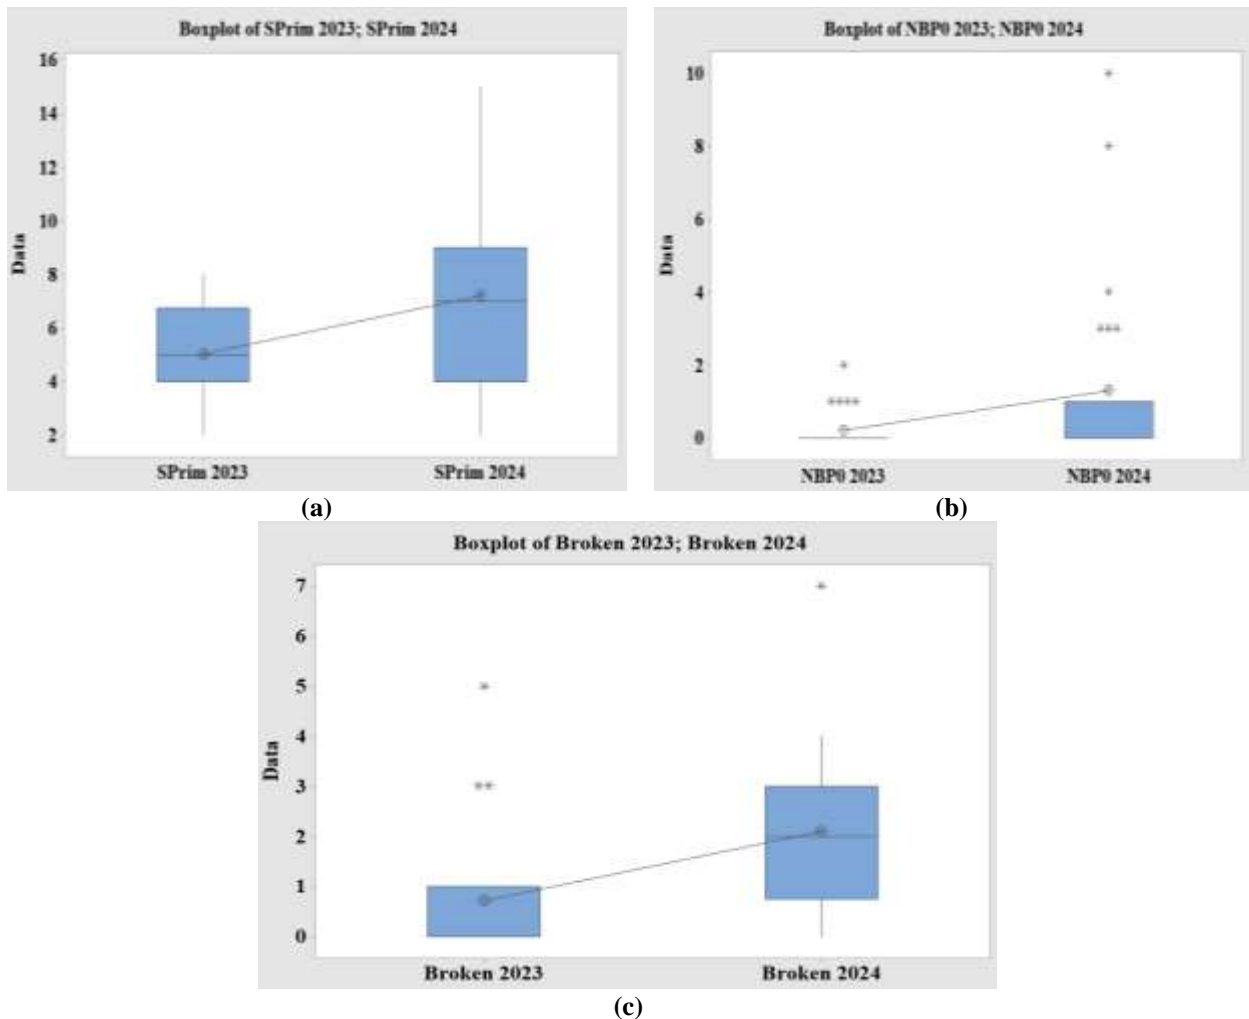 Boxplot of SPrim 2023; SPrim 2024
16
14
12
10
8
6
4
2
Data
SPrim 2023 SPrim 2024
(a)
Boxplot of NBP0 2023; NBP0 2024
10
8
6
4
2
0
Data
NBP0 2023 NBP0 2024
(b)
Boxplot of Broken 2023; Broken 2024
7
6
5
4
3
2
1
0
Data
Broken 2023 Broken 2024
(c)